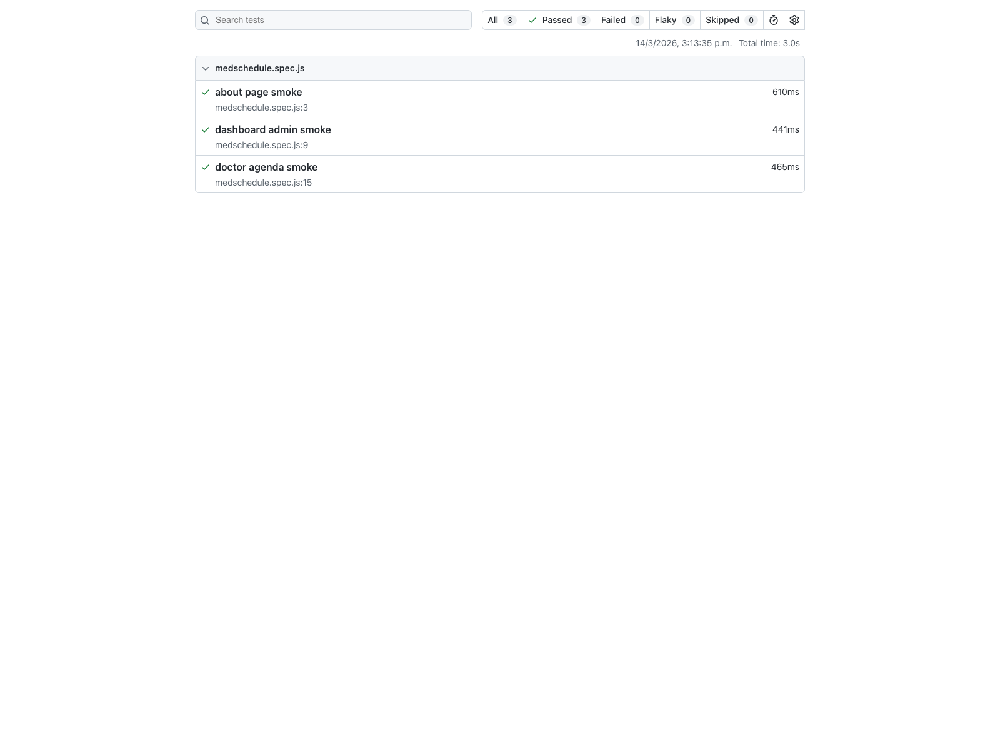 Search tests
All 3 Passed 3 Failed 0 Flaky 0 Skipped 0
14/3/2026, 3:13:35 p.m. Total time: 3.0s
medschedule.spec.js
about page smoke 610ms
medschedule.spec.js:3
dashboard admin smoke 441ms
medschedule.spec.js:9
doctor agenda smoke 465ms
medschedule.spec.js:15